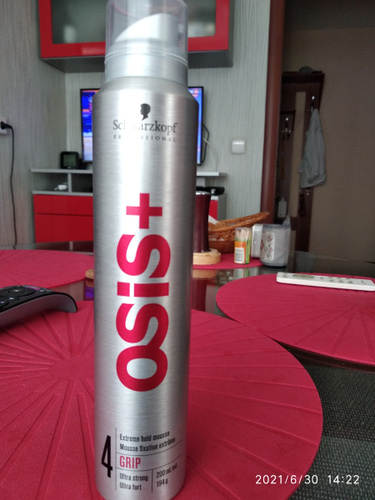 Schwarzkopf
PROFESSIONAL
OSiS+
4
Extreme hold mousse
Mousse fixation extrême
GRIP
Ultra strong
Ultra fort
200 mL
194 g
2021/6/30 14:22